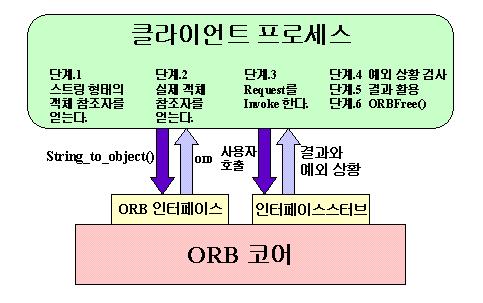 클라이언트 프로세스
단계.1
스트링 형태의
객체 참조자를
얻는다.
단계.2
실제 객체
참조자를
얻는다.
단계.3
Request를
Invoke 한다.
단계.4 예외 상황 검사
단계.5 결과 활용
단계.6 ORBFree()
String_to_object()
사용자
호출
결과와
예외 상황
ORB 인터페이스
인터페이스스터브
ORB 코어